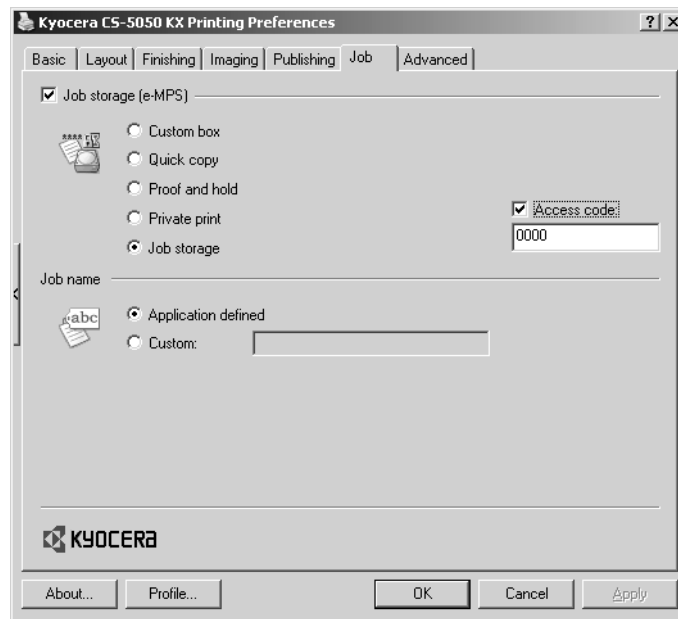 Kyocera CS-5050 KX Printing Preferences
Basic Layout Finishing Imaging Publishing Job Advanced
Job storage (e-MPS)
Custom box
Quick copy
Proof and hold
Private print
Access code:
0000
Job storage
Job name
abc
Application defined
Custom:
KYOCERA
About... Profile... OK Cancel Apply